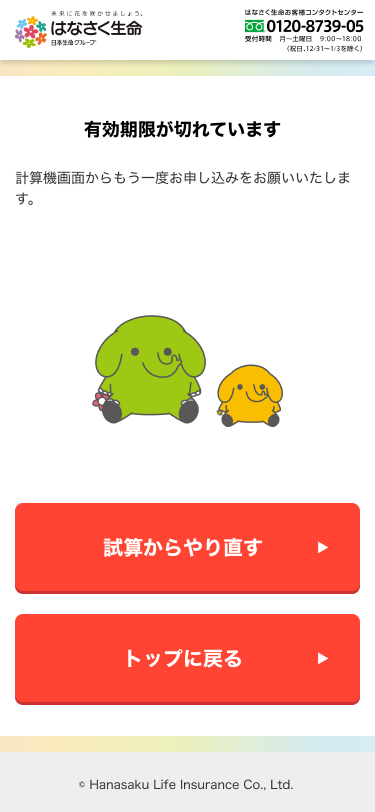 未来に花を咲かせましょう。
はなさく生命
日本生命グループ
はなさく生命お客様コンタクトセンター
0120-8739-05
受付時間 月〜土曜日 9:00〜18:00
(祝日、12/31〜1/3を除く)
有効期限が切れています
計算機画面からもう一度お申し込みをお願いいたしま
す。
試算からやり直す
トップに戻る
© Hanasaku Life Insurance Co., Ltd.